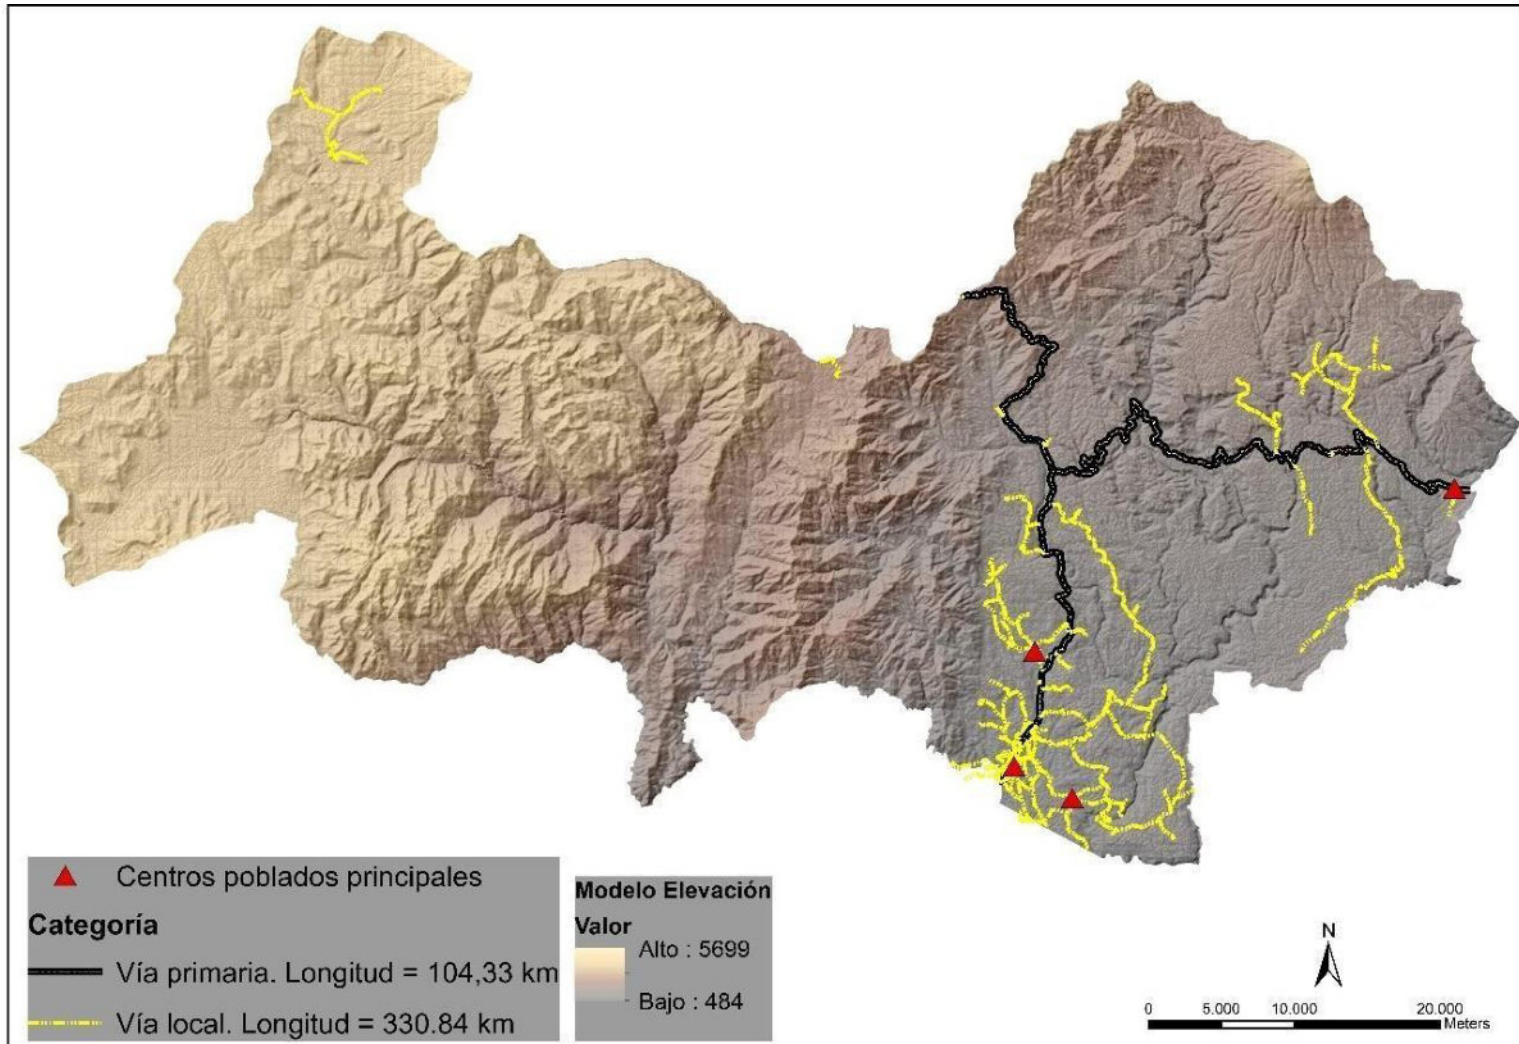 Centros poblados principales
Categoría
Vía primaria. Longitud = 104,33 km
Vía local. Longitud = 330.84 km
Modelo Elevación
Valor
Alto : 5699
Bajo : 484
N
0 5.000 10.000 20.000
Meters